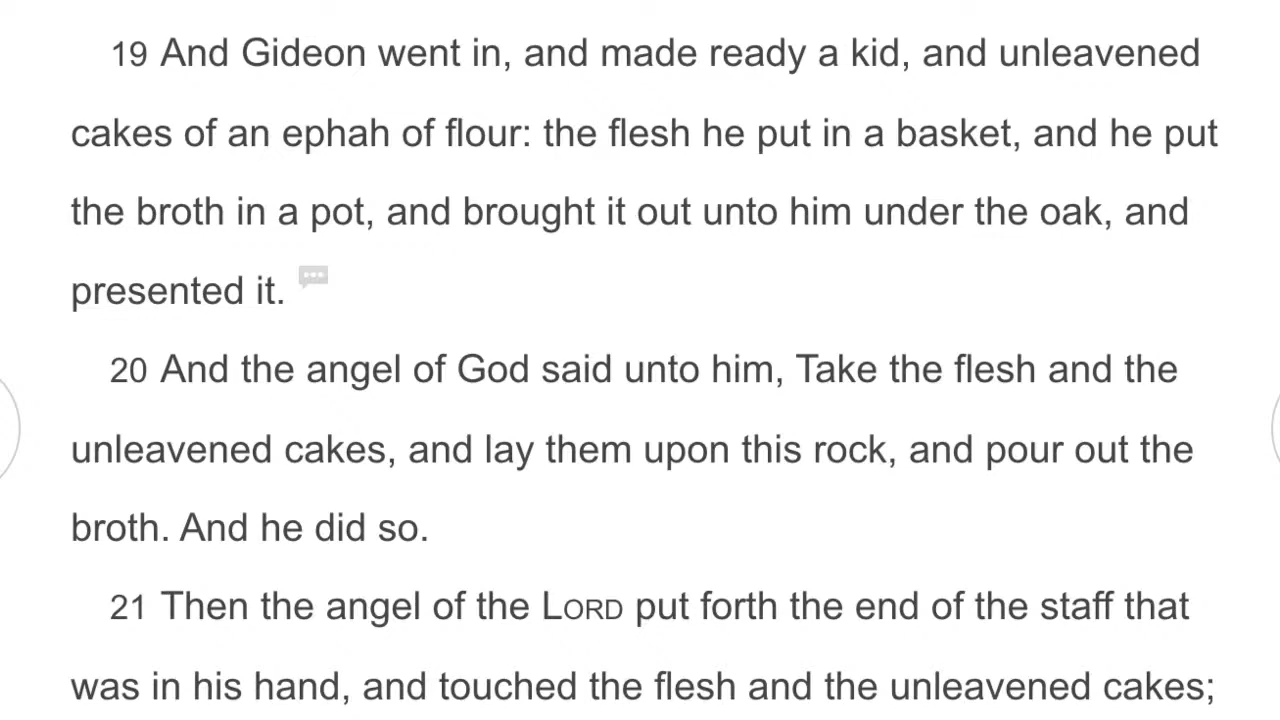 19 And Gideon went in, and made ready a kid, and unleavened
cakes of an ephah of flour: the flesh he put in a basket, and he put
the broth in a pot, and brought it out unto him under the oak, and
presented it.
20 And the angel of God said unto him, Take the flesh and the
unleavened cakes, and lay them upon this rock, and pour out the
broth. And he did so.
21 Then the angel of the LORD put forth the end of the staff that
was in his hand, and touched the flesh and the unleavened cakes;